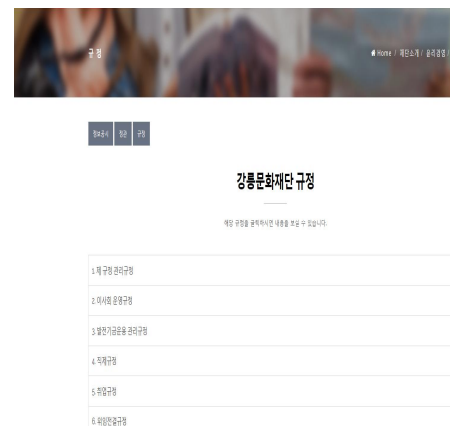 규 정
Home / 재단소개 / 윤리경영 /
정보공시 정관 규정
강릉문화재단 규정
해당 규정을 클릭하시면 내용을 보실 수 있습니다.
1. 제 규정 관리규정
2. 이사회 운영규정
3. 발전기금운용 관리규정
4. 직제규정
5. 취업규정
6. 위임전결규정